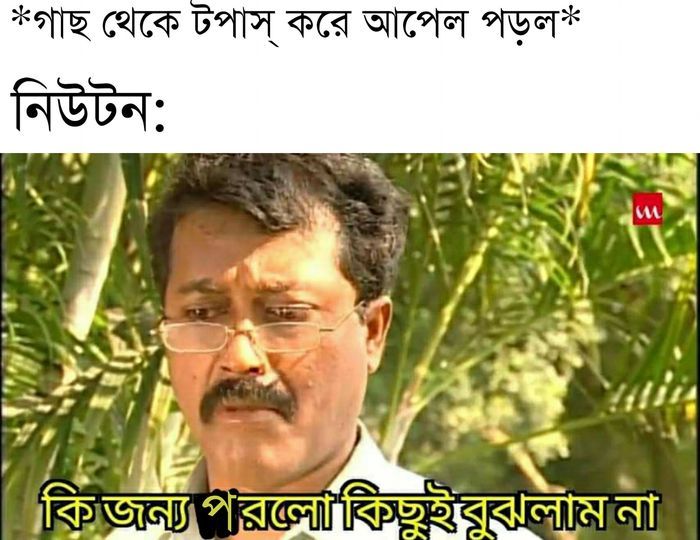 *গাছ থেকে টপাস্ করে আপেল পড়ল*
নিউটন:
কি জন্য পরলো কিছুই বুঝলাম না